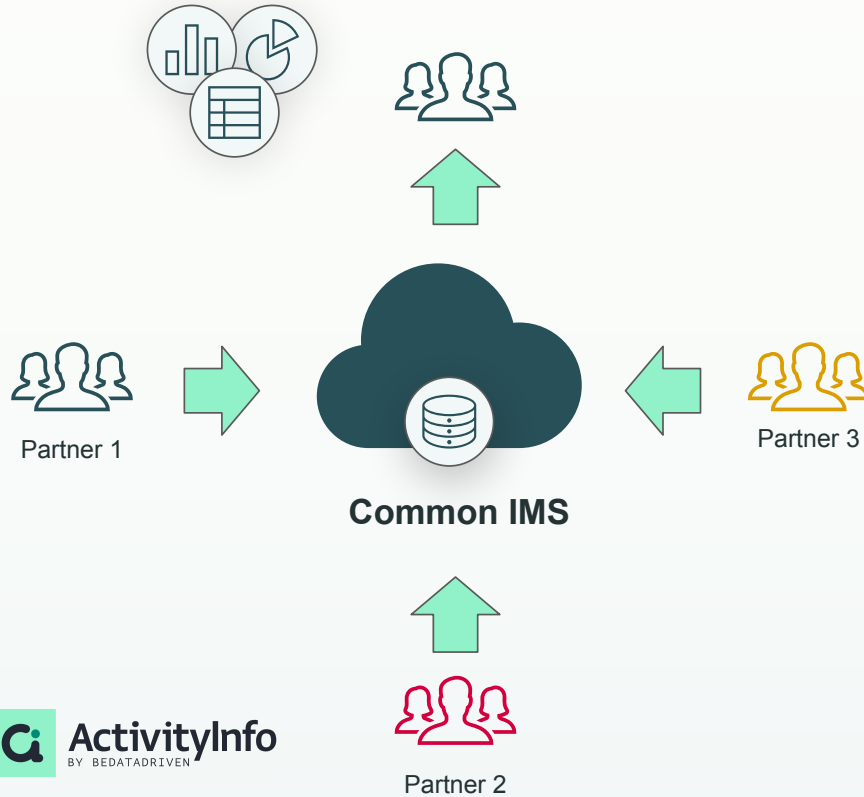 Partner 1
Partner 3
Common IMS
ActivityInfo
BY BEDATADRIVEN
Partner 2